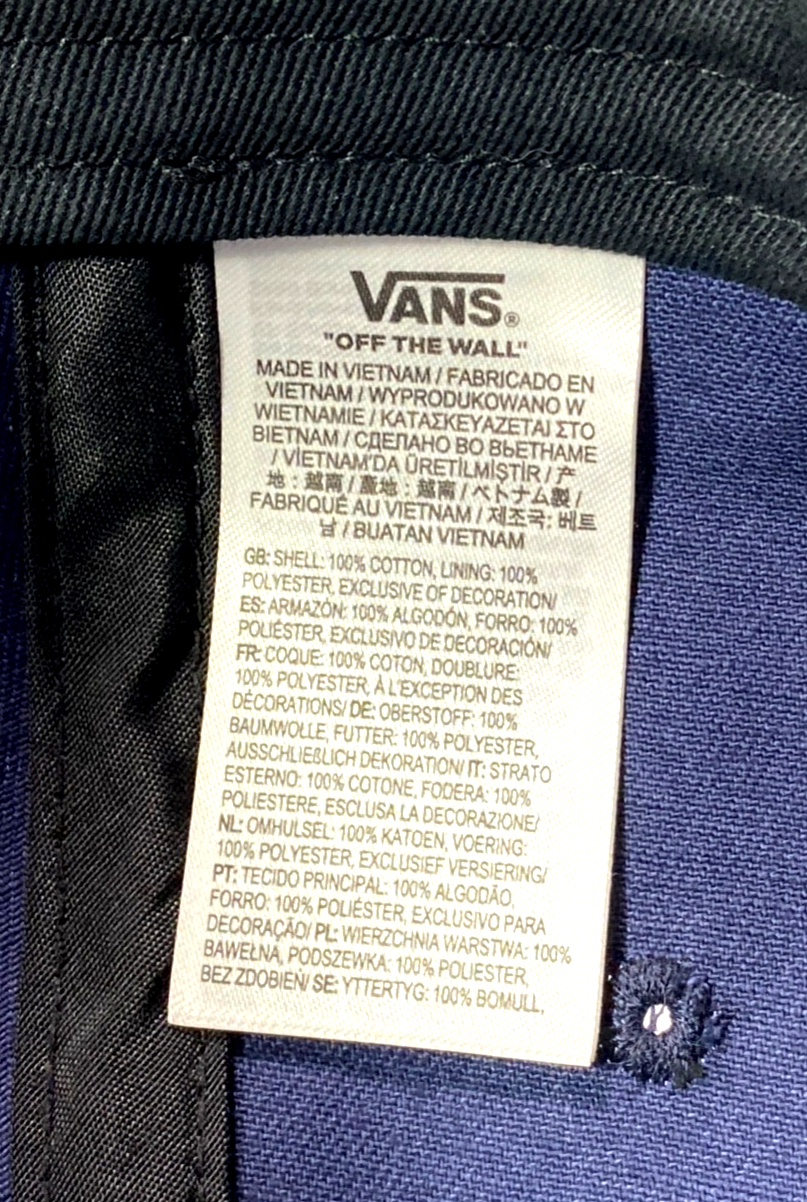 VANS®
"OFF THE WALL"
MADE IN VIETNAM / FABRICADO EN
VIETNAM / WYPRODUKOWANO W
WIETNAMIE / ΚΑΤΑΣΚΕΥΑΖΕΤΑΙ ΣΤΟ
ΒΙΕΤΝΑΜ / СДЕЛАНО ВО ВЬЕТНАМЕ
/ VİETNAM'DA ÜRETİLMİŞTİR / 产
地 : 越南 / 產地 : 越南 / ベトナム製 /
FABRIQUÉ AU VIETNAM / 제조국: 베트
남 / BUATAN VIETNAM
GB: SHELL: 100% COTTON, LINING: 100%
POLYESTER, EXCLUSIVE OF DECORATION/
ES: ARMAZÓN: 100% ALGODÓN, FORRO: 100%
POLIÉSTER, EXCLUSIVO DE DECORACIÓN/
FR: COQUE: 100% COTON, DOUBLURE:
100% POLYESTER, À L'EXCEPTION DES
DÉCORATIONS/ DE: OBERSTOFF: 100%
BAUMWOLLE, FUTTER: 100% POLYESTER,
AUSSCHLIEßLICH DEKORATION/ IT: STRATO
ESTERNO: 100% COTONE, FODERA: 100%
POLIESTERE, ESCLUSA LA DECORAZIONE/
NL: OMHULSEL: 100% KATOEN, VOERING:
100% POLYESTER, EXCLUSIEF VERSIERING/
PT: TECIDO PRINCIPAL: 100% ALGODÃO,
FORRO: 100% POLIÉSTER, EXCLUSIVO PARA
DECORAÇÃO/ PL: WIERZCHNIA WARSTWA: 100%
BAWEŁNA, PODSZEWKA: 100% POLIESTER,
BEZ ZDOBIEŃ/ SE: YTTERTYG: 100% BOMULL,